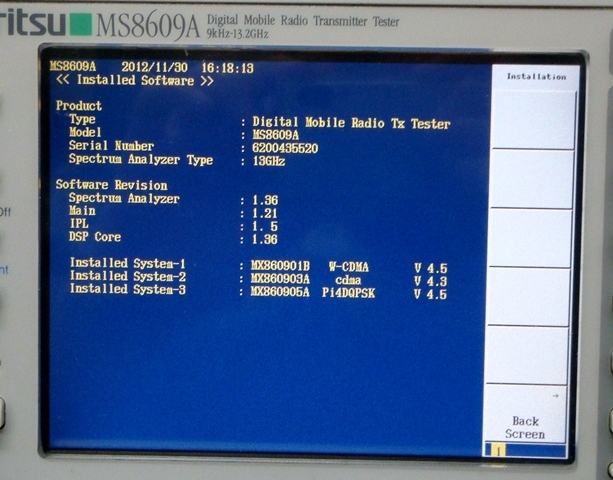 ritsu MS8609A Digital Mobile Radio Transmitter Tester
9kHz-13.2GHz
MS8609A 2012/11/30 16:18:13
<< Installed Software >>
Installation
Product
Type : Digital Mobile Radio Tx Tester
Model : MS8609A
Serial Number : 6200435520
Spectrum Analyzer Type : 13GHz
Software Revision
Spectrum Analyzer : 1.36
Main : 1.21
IPL : 1. 5
DSP Core : 1.36
Installed System-1 : MX860901B W-CDMA V 4.5
Installed System-2 : MX860903A cdma V 4.3
Installed System-3 : MX860905A Pi4DQPSK V 4.5
→
Back
Screen
1
Off